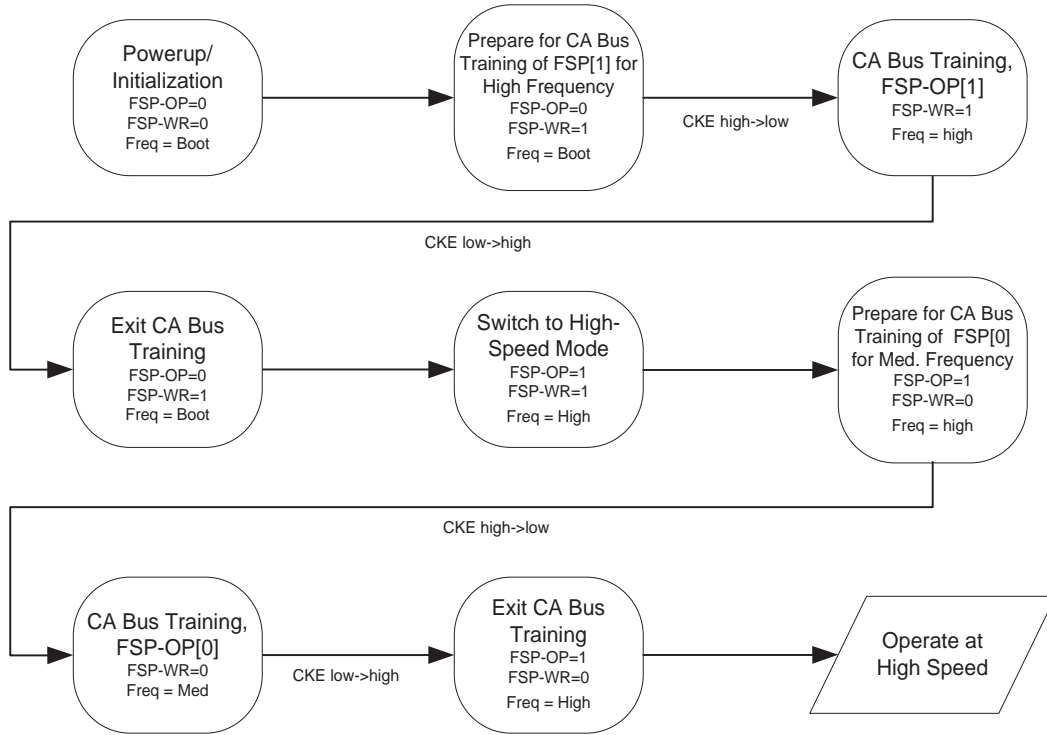 Powerup/
Initialization
FSP-OP=0
FSP-WR=0
Freq = Boot
Prepare for CA Bus
Training of FSP[1] for
High Frequency
FSP-OP=0
FSP-WR=1
Freq = Boot
CKE high->low
CA Bus Training,
FSP-OP[1]
FSP-WR=1
Freq = high
CKE low->high
Exit CA Bus
Training
FSP-OP=0
FSP-WR=1
Freq = Boot
Switch to High-
Speed Mode
FSP-OP=1
FSP-WR=1
Freq = High
Prepare for CA Bus
Training of FSP[0]
for Med. Frequency
FSP-OP=1
FSP-WR=0
Freq = high
CKE high->low
CA Bus Training,
FSP-OP[0]
FSP-WR=0
Freq = Med
CKE low->high
Exit CA Bus
Training
FSP-OP=1
FSP-WR=0
Freq = High
Operate at
High Speed